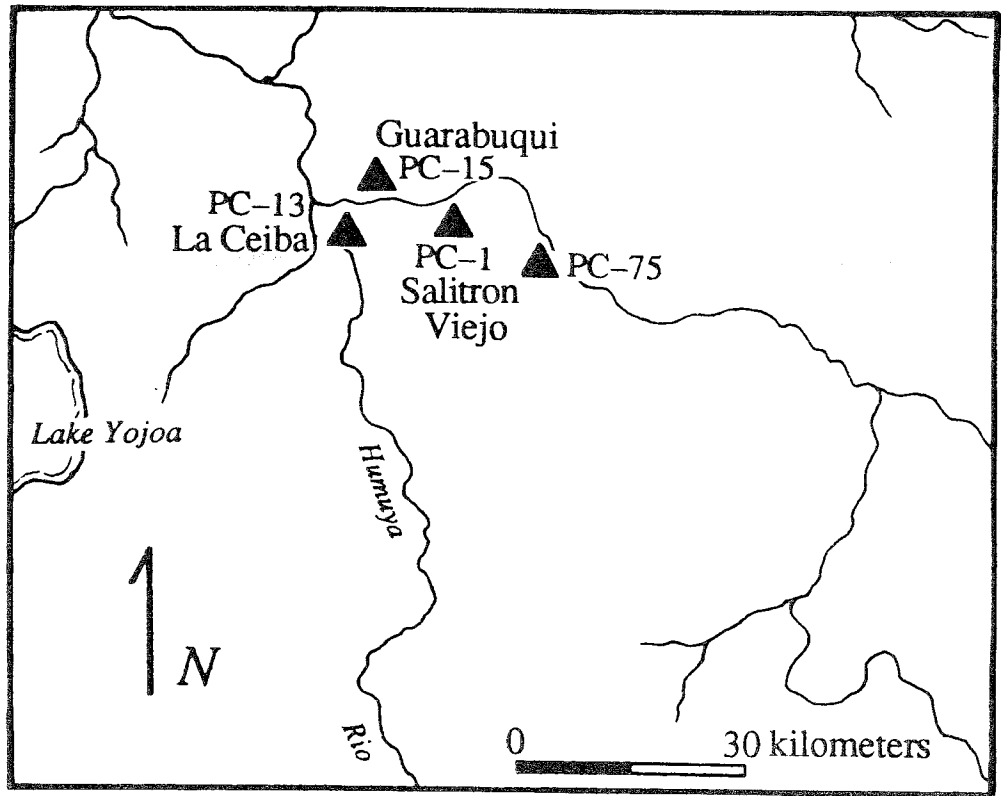 Guarabuqui
PC–15
PC–13
La Ceiba
PC–1
Salitron
Viejo
PC–75
Lake Yojoa
Humuya
N
Rio
0 30 kilometers